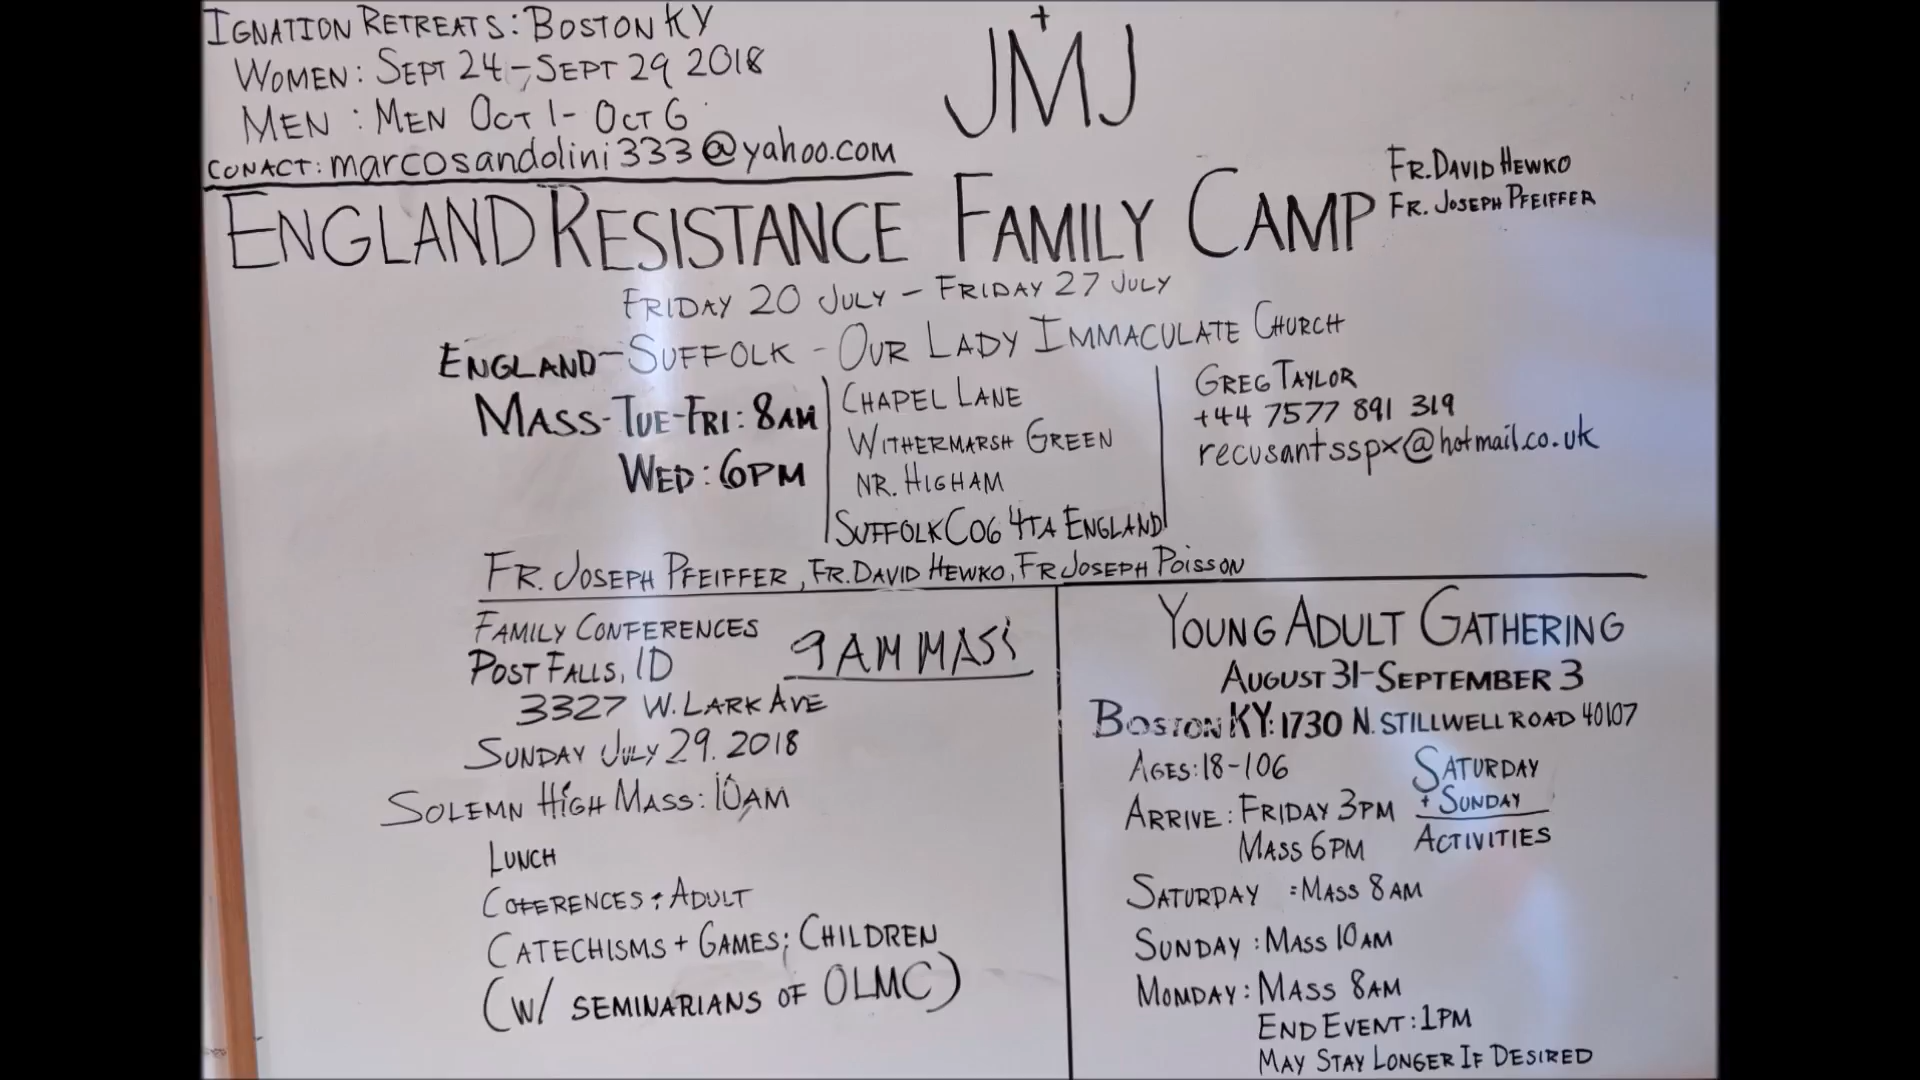 IGNATION RETREATS: BOSTON KY
WOMEN: SEPT 24 - SEPT 29 2018
MEN: MEN OCT 1 - OCT 6
CONACT: marcosandolini333@yahoo.com
+
JMJ
ENGLAND RESISTANCE FAMILY CAMP
FR. DAVID HEWKO
FR. JOSEPH PFEIFFER
FRIDAY 20 JULY - FRIDAY 27 JULY
ENGLAND - SUFFOLK - OUR LADY IMMACULATE CHURCH
MASS - TUE - FRI: 8AM
WED: 6PM
CHAPEL LANE
WITHERMARSH GREEN
NR. HIGHAM
SUFFOLK CO6 4TA ENGLAND
GREG TAYLOR
+44 7577 891 319
recusantsspx@hotmail.co.uk
FR. JOSEPH PFEIFFER, FR. DAVID HEWKO, FR JOSEPH POISSON
FAMILY CONFERENCES
POST FALLS, ID
9 AM MASS
3327 W. LARK AVE
SUNDAY JULY 29. 2018
SOLEMN HIGH MASS: 10AM
LUNCH
COFERENCES: ADULT
CATECHISMS + GAMES; CHILDREN
(W/ SEMINARIANS OF OLMC)
YOUNG ADULT GATHERING
AUGUST 31 - SEPTEMBER 3
BOSTON KY: 1730 N. STILLWELL ROAD 40107
AGES: 18-106
ARRIVE: FRIDAY 3PM
MASS 6PM
SATURDAY
+ SUNDAY
ACTIVITIES
SATURDAY = MASS 8AM
SUNDAY: MASS 10AM
MOMDAY: MASS 8AM
END EVENT: 1PM
MAY STAY LONGER IF DESIRED